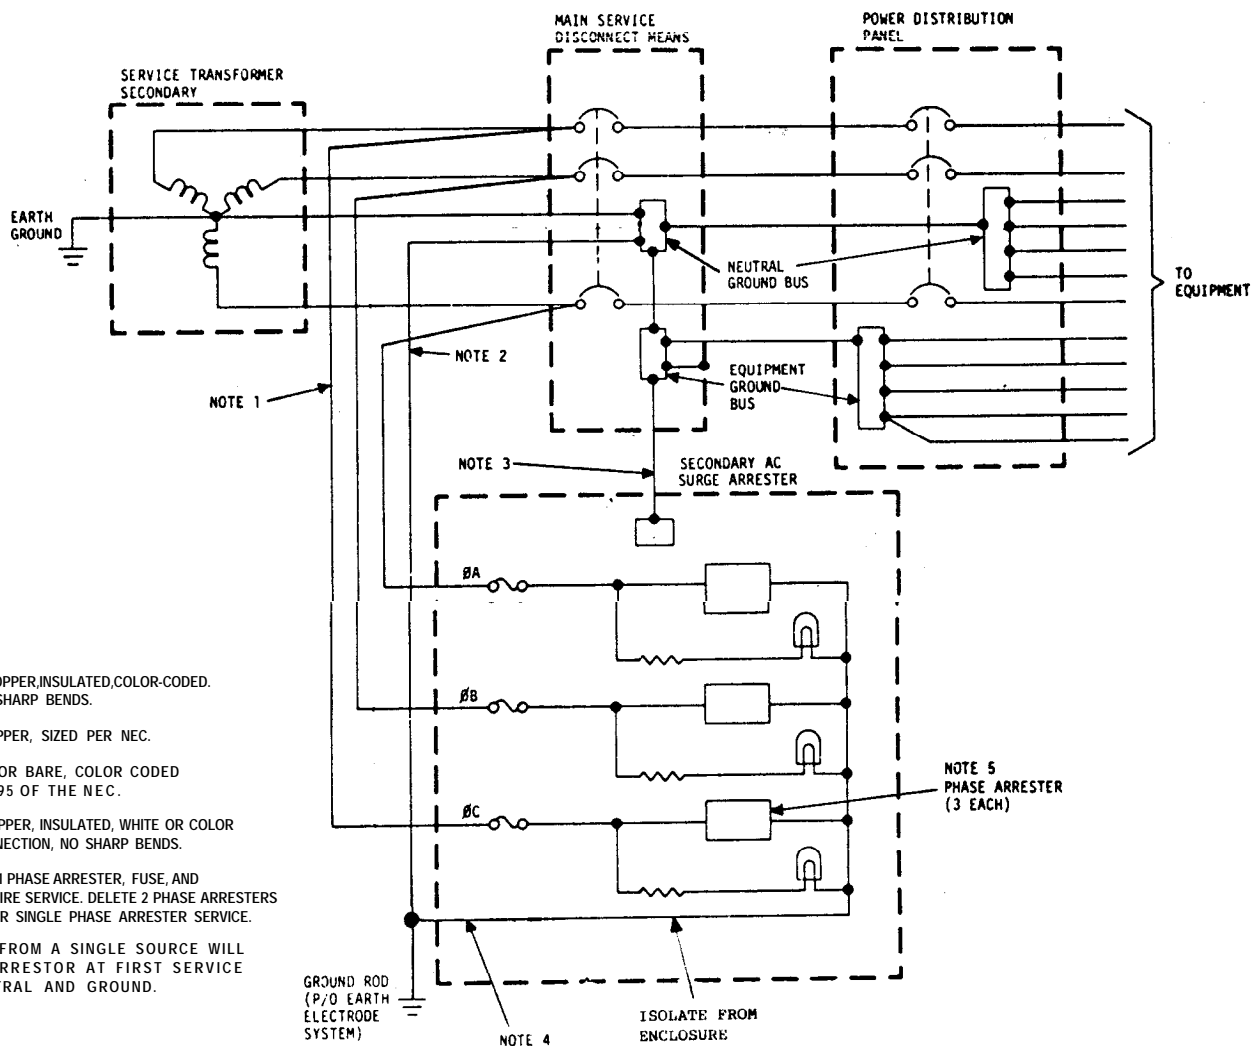 MAIN SERVICE
DISCONNECT MEANS
POWER DISTRIBUTION
PANEL
SERVICE TRANSFORMER
SECONDARY
EARTH
GROUND
NEUTRAL
GROUND BUS
TO
EQUIPMENT
NOTE 2
EQUIPMENT
GROUND
BUS
NOTE 1
NOTE 3
SECONDARY AC
SURGE ARRESTER
ØA
ØB
ØC
NOTE 5
PHASE ARRESTER
(3 EACH)
OPPER,INSULATED,COLOR-CODED.
SHARP BENDS.
PPER, SIZED PER NEC.
OR BARE, COLOR CODED
95 OF THE NEC.
PPER, INSULATED, WHITE OR COLOR
NECTION, NO SHARP BENDS.
PHASE ARRESTER, FUSE, AND
IRE SERVICE. DELETE 2 PHASE ARRESTERS
R SINGLE PHASE ARRESTER SERVICE.
FROM A SINGLE SOURCE WILL
RRESTOR AT FIRST SERVICE
TRAL AND GROUND.
GROUND ROD
(P/O EARTH
ELECTRODE
SYSTEM)
NOTE 4
ISOLATE FROM
ENCLOSURE